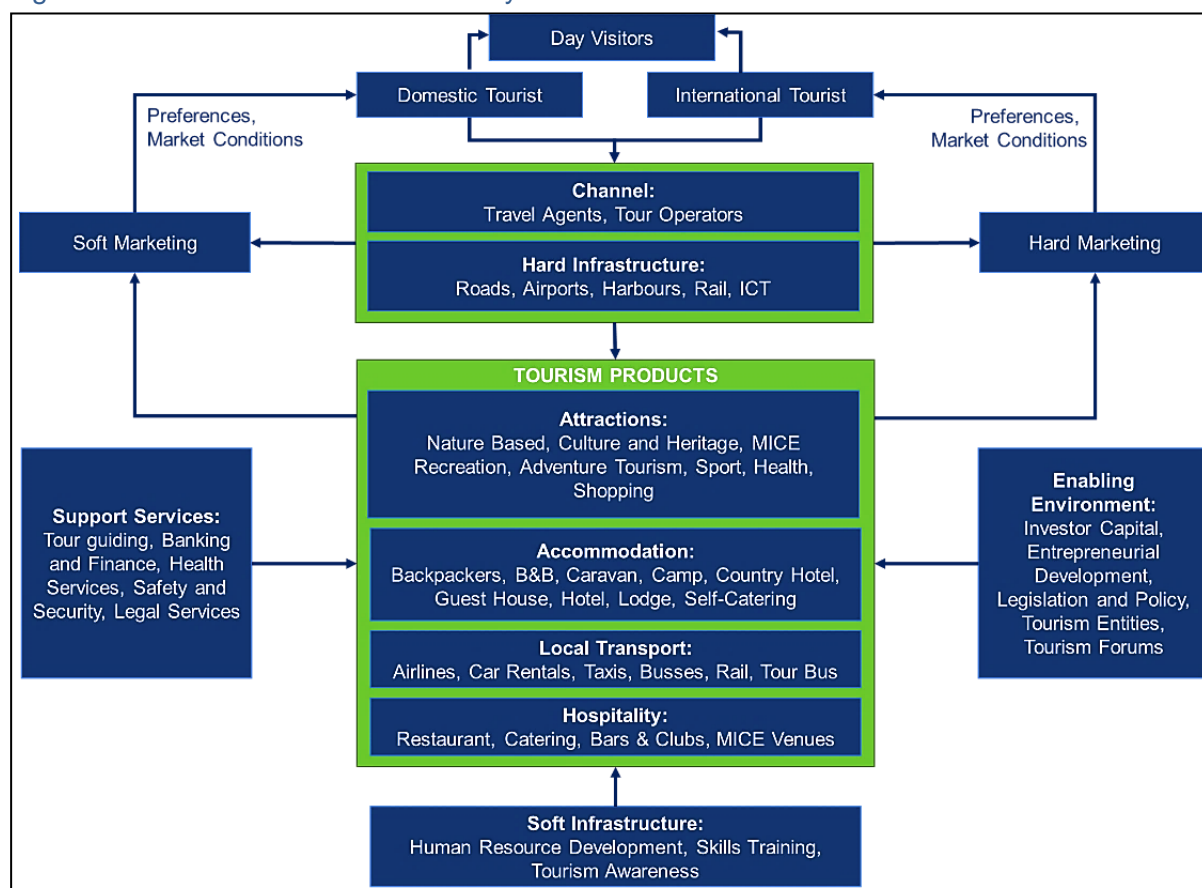 Day Visitors
Domestic Tourist
International Tourist
Preferences,
Market Conditions
Preferences,
Market Conditions
Channel:
Travel Agents, Tour Operators
Soft Marketing
Hard Marketing
Hard Infrastructure:
Roads, Airports, Harbours, Rail, ICT
TOURISM PRODUCTS
Attractions:
Nature Based, Culture and Heritage, MICE
Recreation, Adventure Tourism, Sport, Health,
Shopping
Support Services:
Tour guiding, Banking
and Finance, Health
Services, Safety and
Security, Legal Services
Accommodation:
Backpackers, B&B, Caravan, Camp, Country Hotel,
Guest House, Hotel, Lodge, Self-Catering
Enabling
Environment:
Investor Capital,
Entrepreneurial
Development,
Legislation and Policy,
Tourism Entities,
Tourism Forums
Local Transport:
Airlines, Car Rentals, Taxis, Busses, Rail, Tour Bus
Hospitality:
Restaurant, Catering, Bars & Clubs, MICE Venues
Soft Infrastructure:
Human Resource Development, Skills Training,
Tourism Awareness